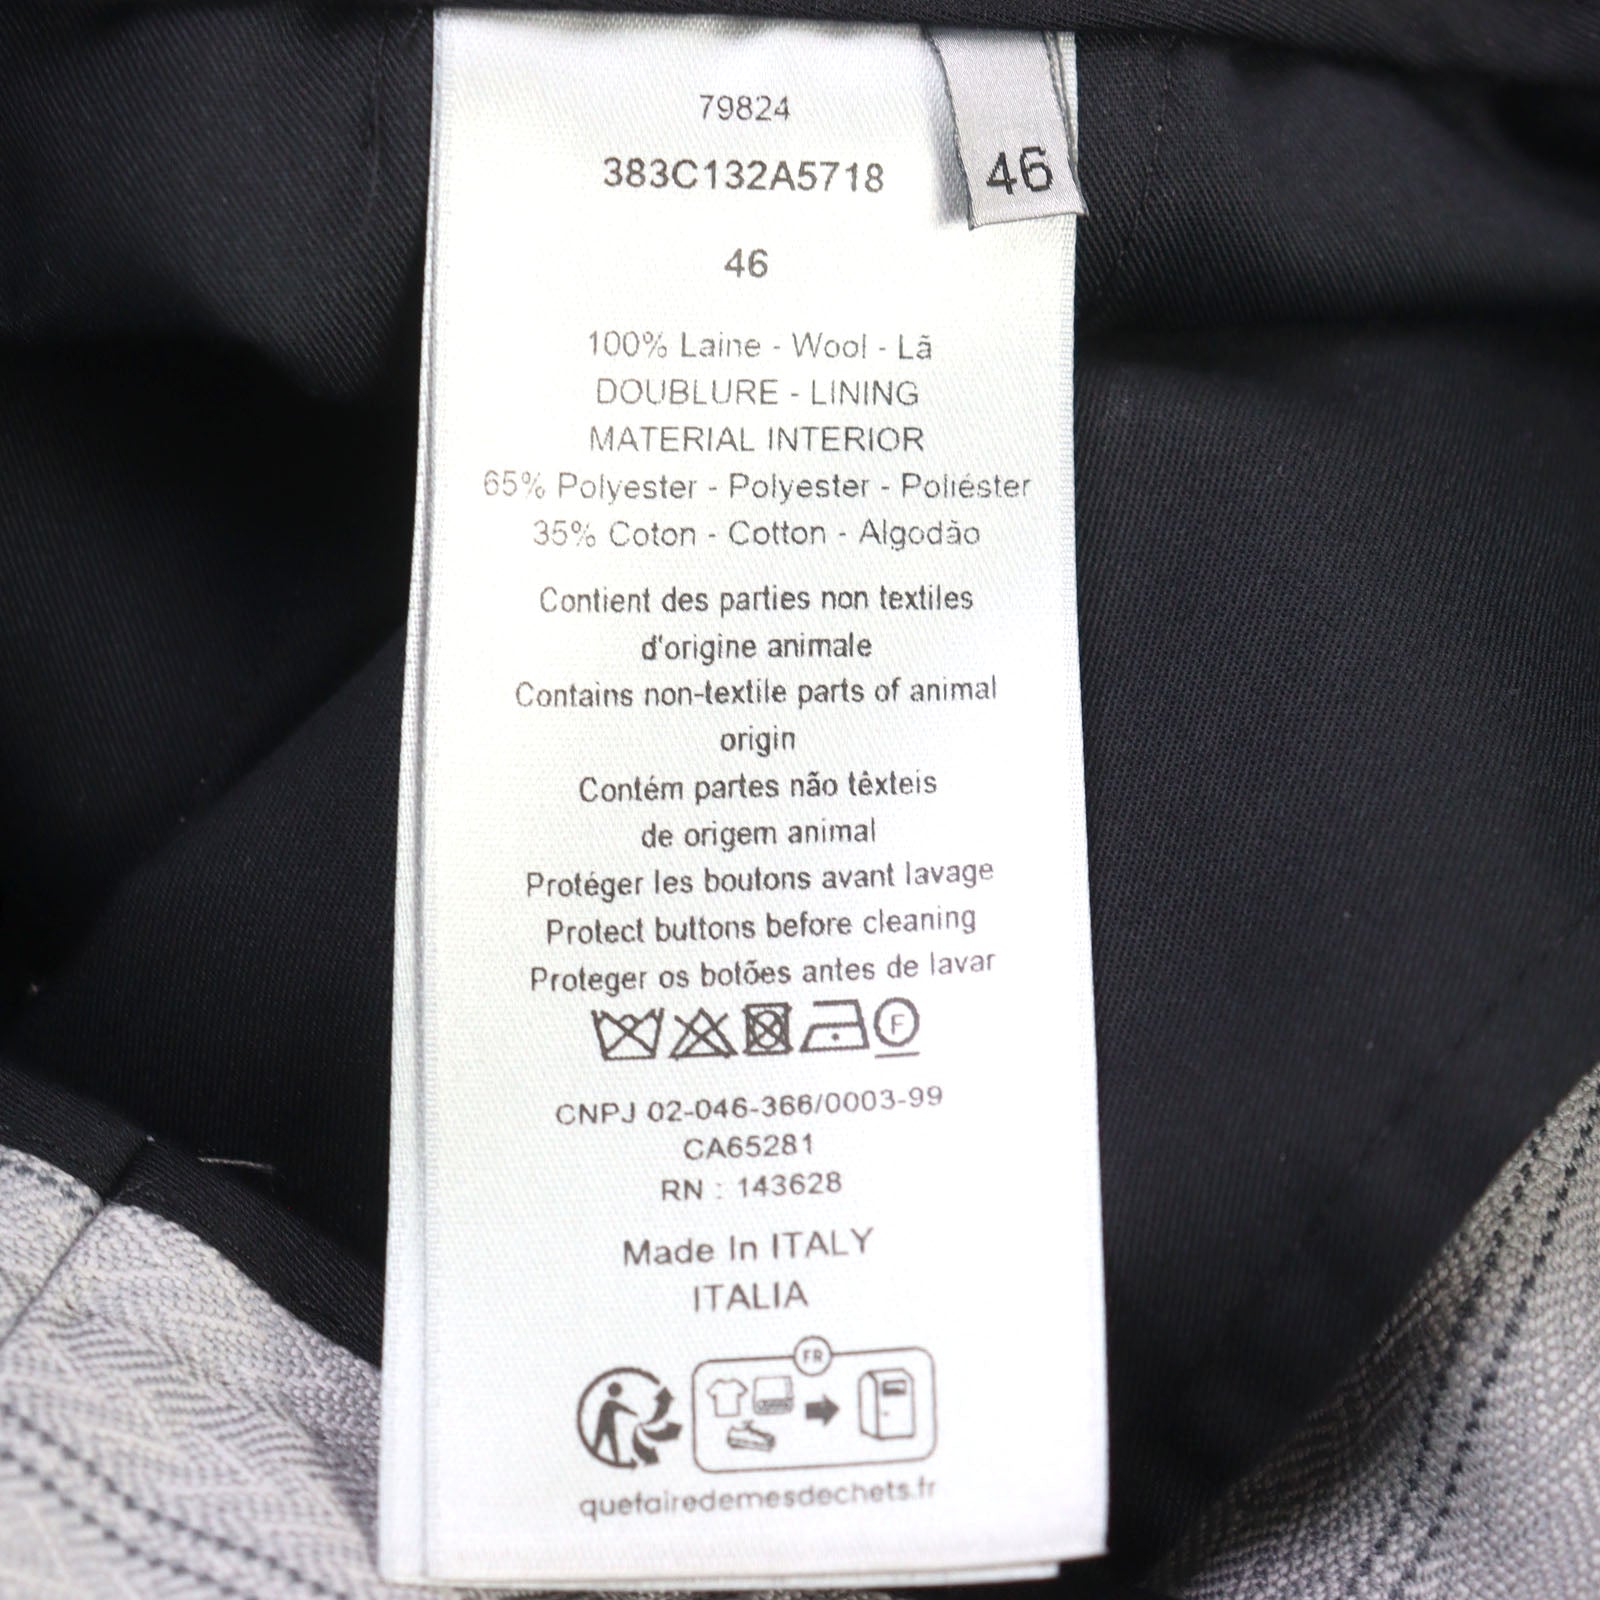 79824
383C132A5718
46
46
100% Laine - Wool - Lã
DOUBLURE - LINING
MATERIAL INTERIOR
65% Polyester - Polyester - Poliéster
35% Coton - Cotton - Algodão
Contient des parties non textiles
d'origine animale
Contains non-textile parts of animal
origin
Contém partes não têxteis
de origem animal
Protéger les boutons avant lavage
Protect buttons before cleaning
Proteger os botões antes de lavar
F
CNPJ 02-046-366/0003-99
CA65281
RN : 143628
Made In ITALY
ITALIA
FR
quefairedemesdechets.fr